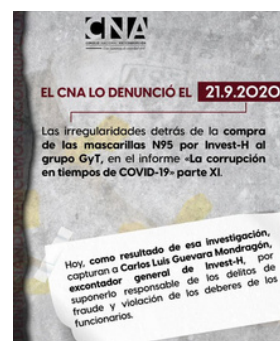 CNA
EL CNA LO DENUNCIÓ EL 21.9.2020
Las irregularidades detrás de la compra
de las mascarillas N95 por Invest-H al
grupo GyT, en el informe «La corrupción
en tiempos de COVID-19» parte XI.
Hoy, como resultado de esa investigación,
capturan a Carlos Luis Guevara Mondragón,
excontador general de Invest-H, por
suponerlo responsable de los delitos de
fraude y violación de los deberes de los
funcionarios.